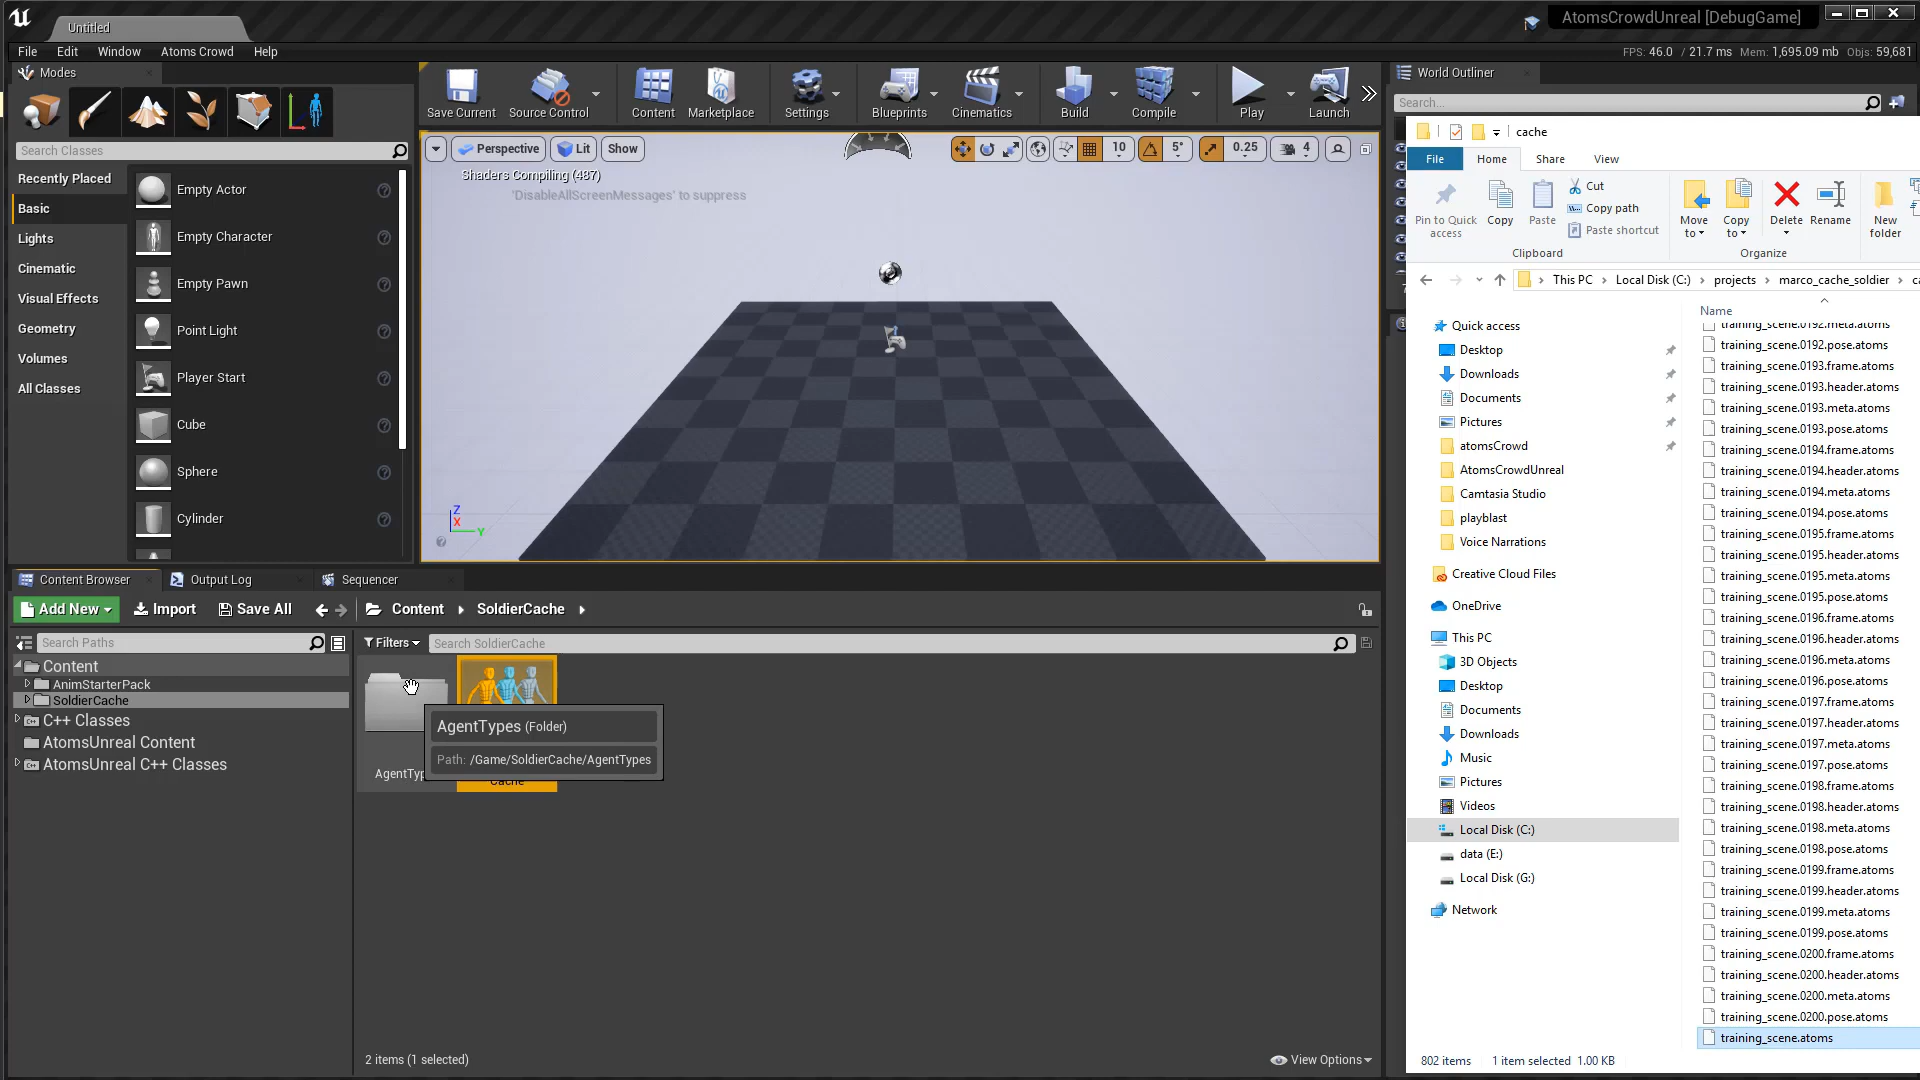 Untitled
AtomsCrowdUnreal [DebugGame]
File Edit Window Atoms Crowd Help
FPS: 46.0 / 21.7 ms Mem: 1,695.09 mb Objs: 59,681
Modes
Search Classes
Recently Placed
Basic
Lights
Cinematic
Visual Effects
Geometry
Volumes
All Classes
Empty Actor
Empty Character
Empty Pawn
Point Light
Player Start
Cube
Sphere
Cylinder
Save Current Source Control Content Marketplace Settings Blueprints Cinematics Build Compile Play Launch
Perspective Lit Show 10 5° 0.25 4
Shaders Compiling (487)
'DisableAllScreenMessages' to suppress
Z
X
Y
World Outliner
Search...
Content Browser Output Log Sequencer
Add New Import Save All Content SoldierCache
Search Paths
Filters Search SoldierCache
Content
AnimStarterPack
SoldierCache
C++ Classes
AtomsUnreal Content
AtomsUnreal C++ Classes
AgentTypes (Folder)
Path: /Game/SoldierCache/AgentTypes
AgentTyp
Cache
2 items (1 selected)
View Options
cache
File Home Share View
Pin to Quick access
Copy
Paste
Cut
Copy path
Paste shortcut
Move to
Copy to
Delete
Rename
New folder
Clipboard Organize
This PC Local Disk (C:) projects marco_cache_soldier
Quick access
Desktop
Downloads
Documents
Pictures
atomsCrowd
AtomsCrowdUnreal
Camtasia Studio
playblast
Voice Narrations
Creative Cloud Files
OneDrive
This PC
3D Objects
Desktop
Documents
Downloads
Music
Pictures
Videos
Local Disk (C:)
data (E:)
Local Disk (G:)
Network
Name
training_scene.0192.meta.atoms
training_scene.0192.pose.atoms
training_scene.0193.frame.atoms
training_scene.0193.header.atoms
training_scene.0193.meta.atoms
training_scene.0193.pose.atoms
training_scene.0194.frame.atoms
training_scene.0194.header.atoms
training_scene.0194.meta.atoms
training_scene.0194.pose.atoms
training_scene.0195.frame.atoms
training_scene.0195.header.atoms
training_scene.0195.meta.atoms
training_scene.0195.pose.atoms
training_scene.0196.frame.atoms
training_scene.0196.header.atoms
training_scene.0196.meta.atoms
training_scene.0196.pose.atoms
training_scene.0197.frame.atoms
training_scene.0197.header.atoms
training_scene.0197.meta.atoms
training_scene.0197.pose.atoms
training_scene.0198.frame.atoms
training_scene.0198.header.atoms
training_scene.0198.meta.atoms
training_scene.0198.pose.atoms
training_scene.0199.frame.atoms
training_scene.0199.header.atoms
training_scene.0199.meta.atoms
training_scene.0199.pose.atoms
training_scene.0200.frame.atoms
training_scene.0200.header.atoms
training_scene.0200.meta.atoms
training_scene.0200.pose.atoms
training_scene.atoms
802 items 1 item selected 1.00 KB